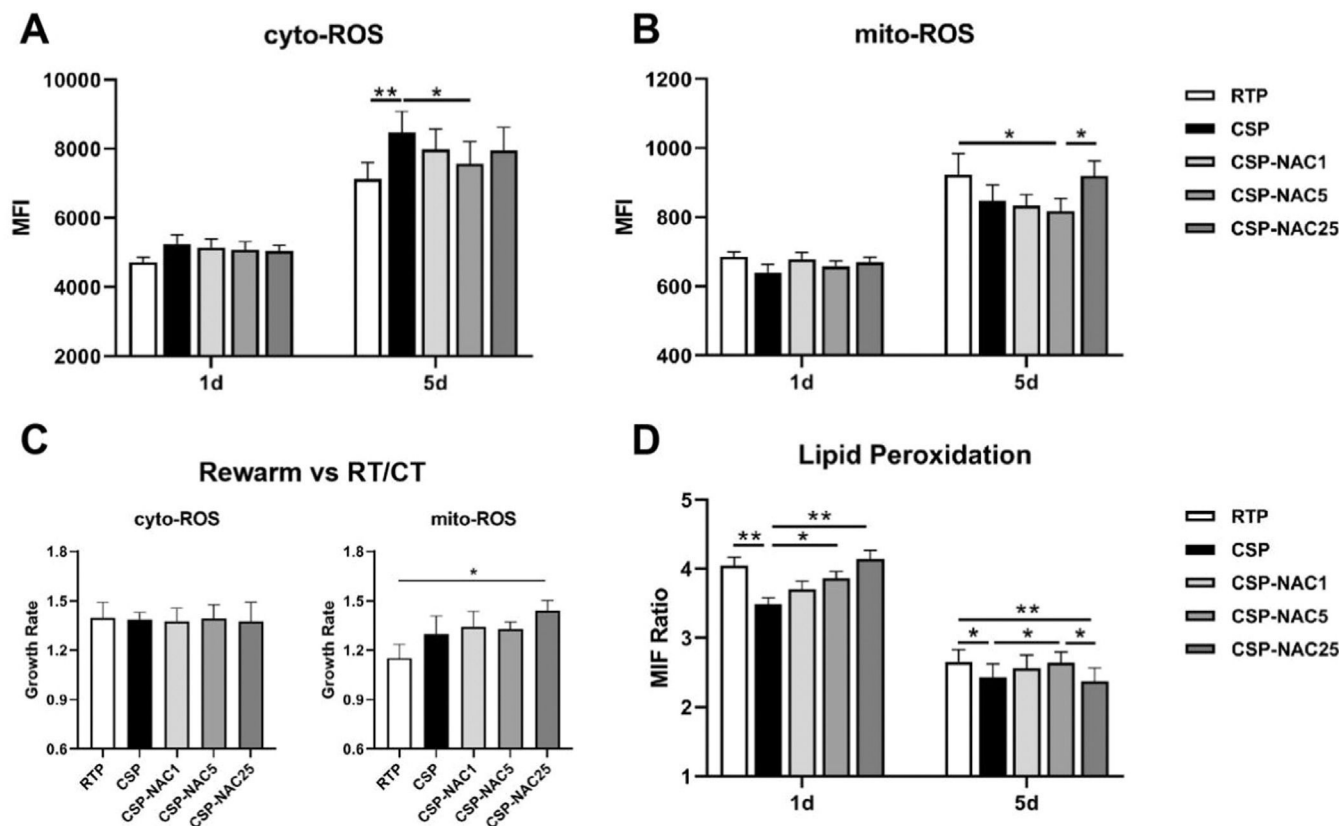 A
cyto-ROS
MFI
10000
8000
6000
4000
2000
**
*
1d
5d
B
mito-ROS
MFI
1200
1000
800
600
400
*
*
1d
5d
RTP
CSP
CSP-NAC1
CSP-NAC5
CSP-NAC25
C
Rewarm vs RT/CT
cyto-ROS
Growth Rate
1.8
1.5
1.2
0.9
0.6
RTP
CSP
CSP-NAC1
CSP-NAC5
CSP-NAC25
mito-ROS
Growth Rate
1.8
1.5
1.2
0.9
0.6
*
RTP
CSP
CSP-NAC1
CSP-NAC5
CSP-NAC25
D
Lipid Peroxidation
MIF Ratio
5
4
3
2
1
**
**
*
**
*
*
*
1d
5d
RTP
CSP
CSP-NAC1
CSP-NAC5
CSP-NAC25